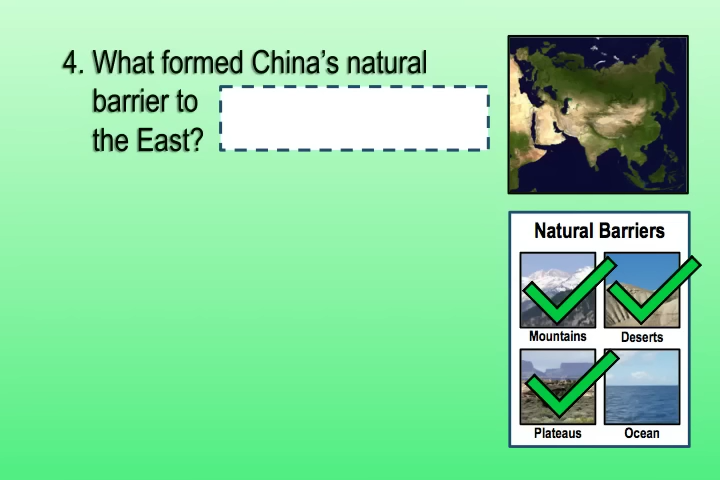 4. What formed China’s natural
barrier to
the East?
Natural Barriers
Mountains
Deserts
Plateaus
Ocean